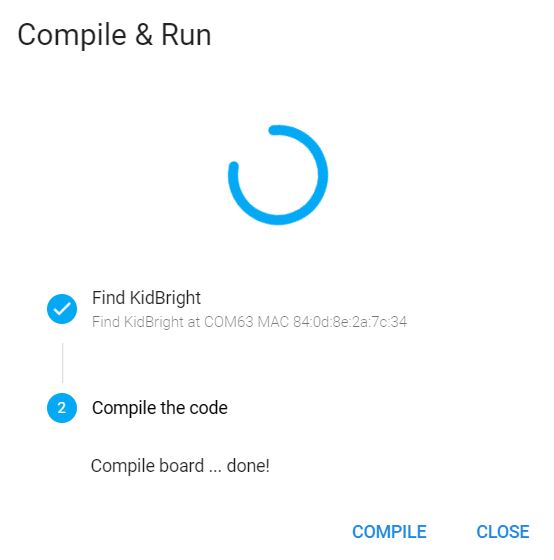 Compile & Run
Find KidBright
Find KidBright at COM63 MAC 84:0d:8e:2a:7c:34
2 Compile the code
Compile board ... done!
COMPILE CLOSE